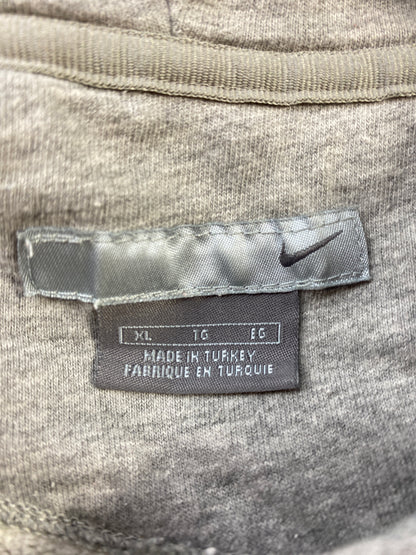 XL TG EG
MADE IN TURKEY
FABRIQUE EN TURQUIE